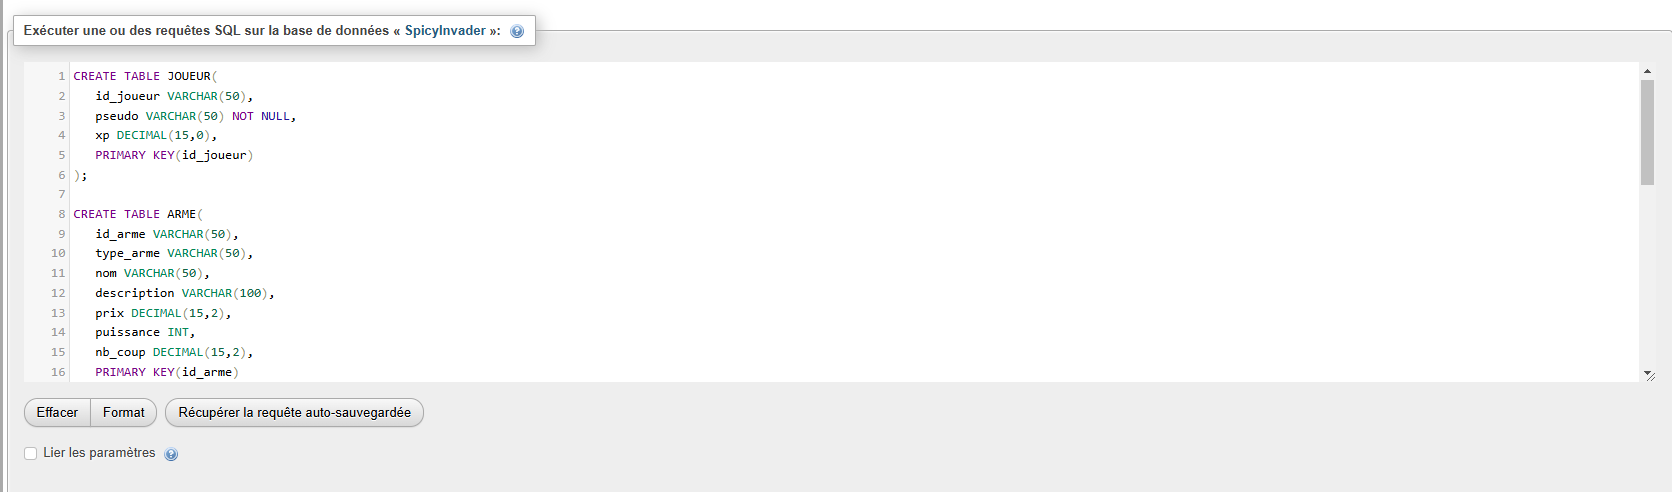 Exécuter une ou des requêtes SQL sur la base de données « SpicyInvader »:
1 CREATE TABLE JOUEUR(
2    id_joueur VARCHAR(50),
3    pseudo VARCHAR(50) NOT NULL,
4    xp DECIMAL(15,0),
5    PRIMARY KEY(id_joueur)
6 );
7
8 CREATE TABLE ARME(
9    id_arme VARCHAR(50),
10    type_arme VARCHAR(50),
11    nom VARCHAR(50),
12    description VARCHAR(100),
13    prix DECIMAL(15,2),
14    puissance INT,
15    nb_coup DECIMAL(15,2),
16    PRIMARY KEY(id_arme)
Effacer Format Récupérer la requête auto-sauvegardée
Lier les paramètres